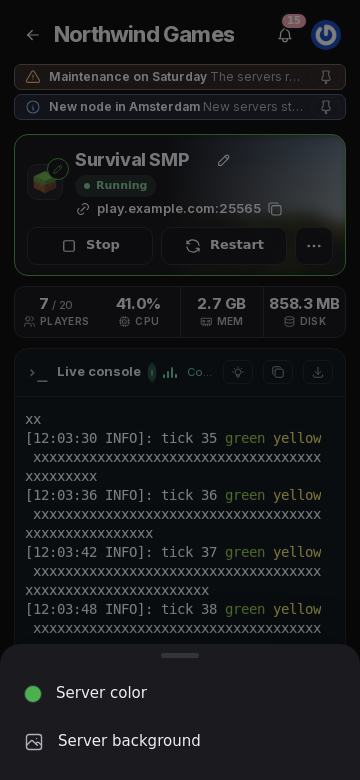 Northwind Games
15
Maintenance on Saturday The servers r...
New node in Amsterdam New servers st...
Survival SMP
Running
play.example.com:25565
Stop
Restart
7 / 20
PLAYERS
41.0%
CPU
2.7 GB
MEM
858.3 MB
DISK
Live console
Co...
xx
[12:03:30 INFO]: tick 35 green yellow
xxxxxxxxxxxxxxxxxxxxxxxxxxxxxxxxxxxx
xxxxxxxxx
[12:03:36 INFO]: tick 36 green yellow
xxxxxxxxxxxxxxxxxxxxxxxxxxxxxxxxxxxx
xxxxxxxxxxxxxxxx
[12:03:42 INFO]: tick 37 green yellow
xxxxxxxxxxxxxxxxxxxxxxxxxxxxxxxxxxxx
xxxxxxxxxxxxxxxxxxxxxxx
[12:03:48 INFO]: tick 38 green yellow
xxxxxxxxxxxxxxxxxxxxxxxxxxxxxxxxxxxx
Server color
Server background